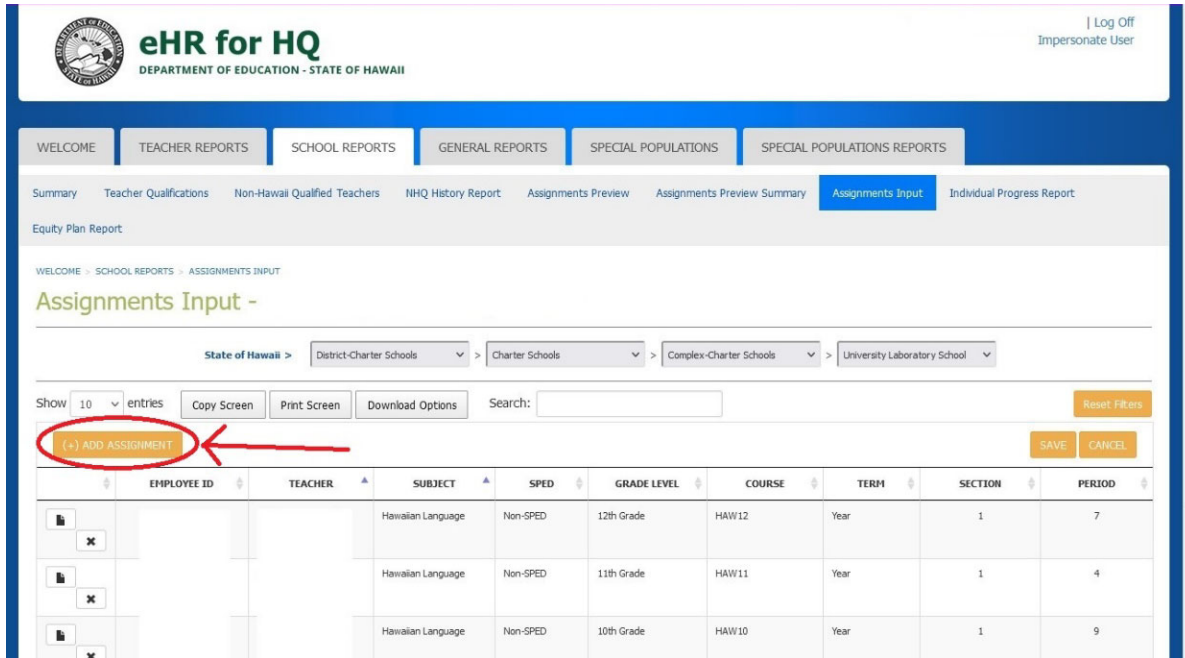 | Log Off
eHR for HQ
Impersonate User
DEPARTMENT OF EDUCATION - STATE OF HAWAII
WELCOME TEACHER REPORTS SCHOOL REPORTS GENERAL REPORTS SPECIAL POPULATIONS SPECIAL POPULATIONS REPORTS
Summary Teacher Qualifications Non-Hawaii Qualified Teachers NHQ History Report Assignments Preview Assignments Preview Summary Assignments Input Individual Progress Report
Equity Plan Report
WELCOME > SCHOOL REPORTS > ASSIGNMENTS INPUT
Assignments Input -
State of Hawaii > District-Charter Schools > Charter Schools > Complex-Charter Schools > University Laboratory School
Show 10 entries Copy Screen Print Screen Download Options Search: Reset Filters
(+) ADD ASSIGNMENT SAVE CANCEL
EMPLOYEE ID TEACHER SUBJECT SPED GRADE LEVEL COURSE TERM SECTION PERIOD
Hawaiian Language Non-SPED 12th Grade HAW12 Year 1 7
Hawaiian Language Non-SPED 11th Grade HAW11 Year 1 4
Hawaiian Language Non-SPED 10th Grade HAW10 Year 1 9